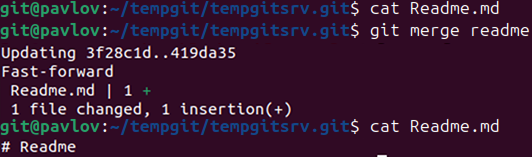 git@pavlov:~/tempgit/tempgitsrv.git$ cat Readme.md
git@pavlov:~/tempgit/tempgitsrv.git$ git merge readme
Updating 3f28c1d..419da35
Fast-forward
 Readme.md | 1 +
 1 file changed, 1 insertion(+)
git@pavlov:~/tempgit/tempgitsrv.git$ cat Readme.md
# Readme